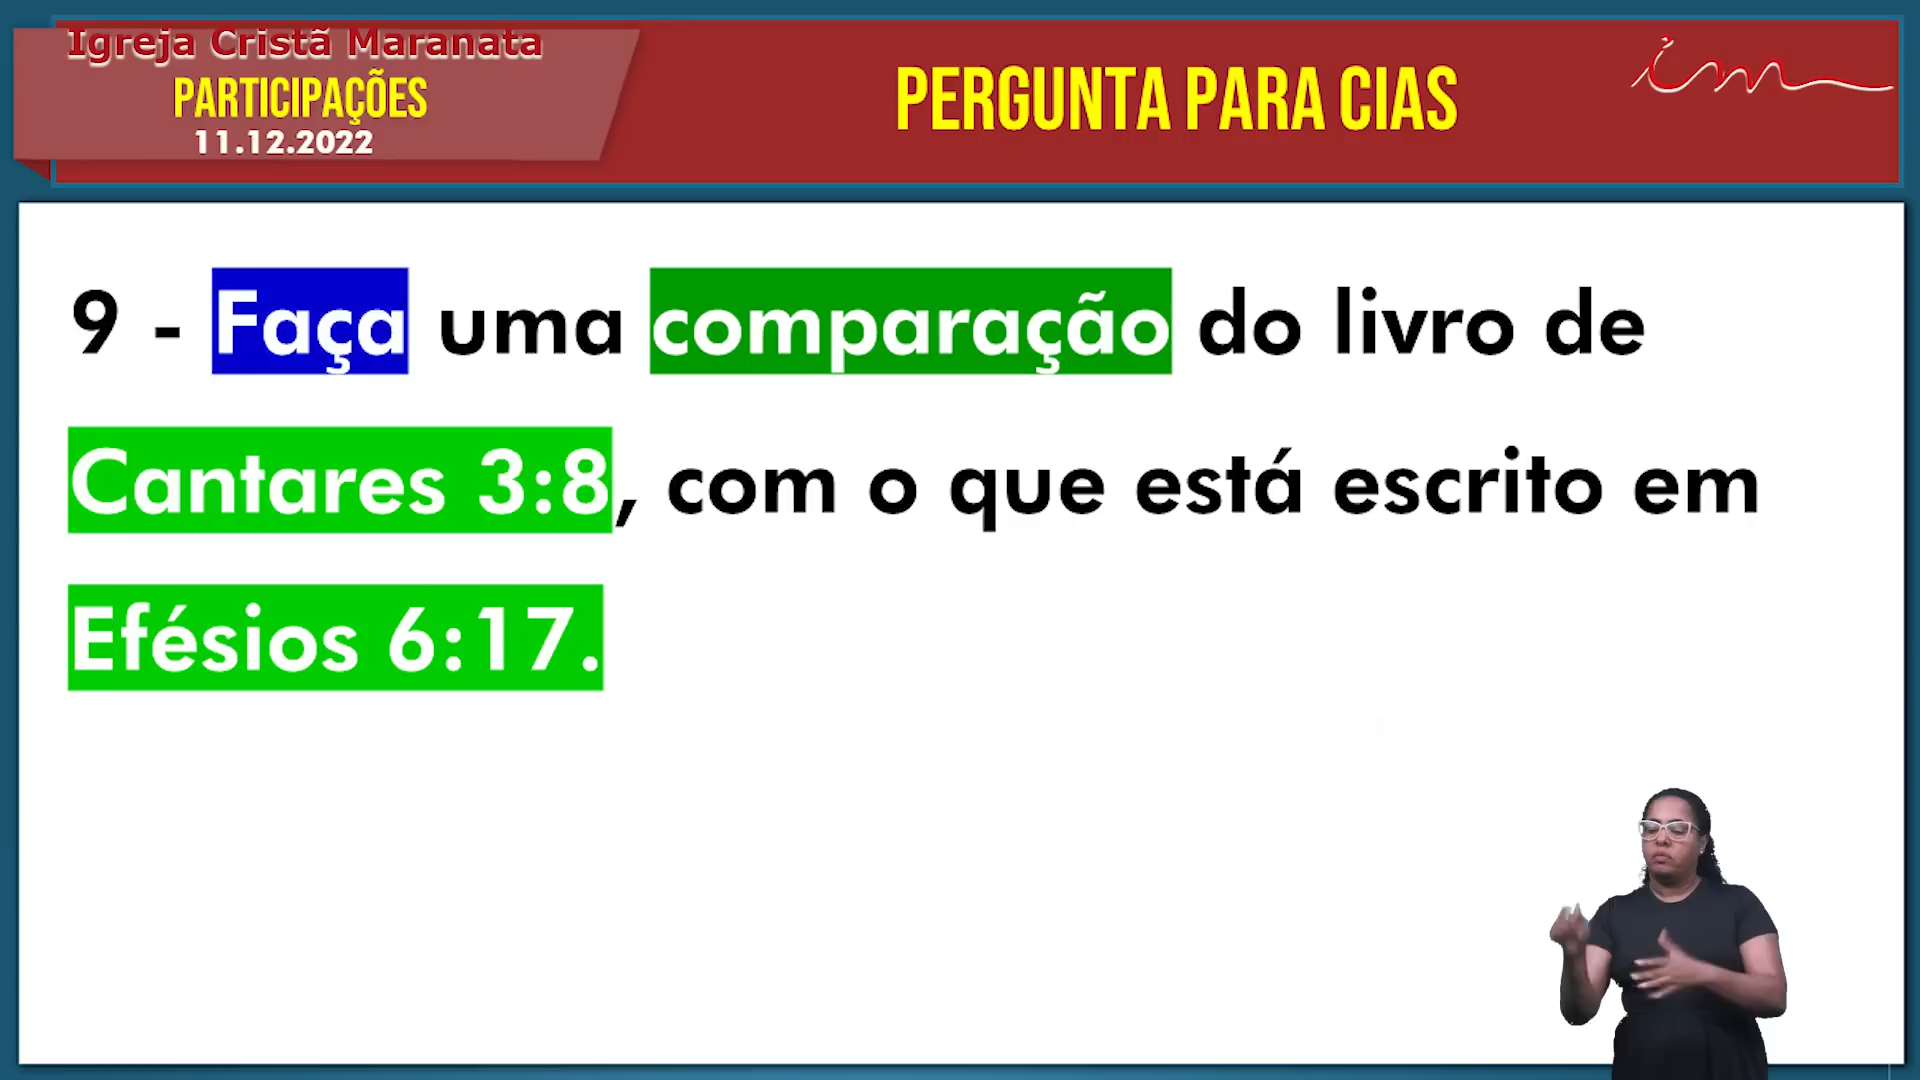 Igreja Cristã Maranata
PARTICIPAÇÕES
11.12.2022
PERGUNTA PARA CIAS
im
9 - Faça uma comparação do livro de
Cantares 3:8, com o que está escrito em
Efésios 6:17.